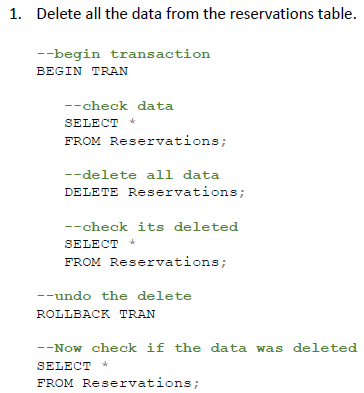 1. Delete all the data from the reservations table.
--begin transaction
BEGIN TRAN
--check data
SELECT *
FROM Reservations;
--delete all data
DELETE Reservations;
--check its deleted
SELECT *
FROM Reservations;
--undo the delete
ROLLBACK TRAN
--Now check if the data was deleted
SELECT *
FROM Reservations;